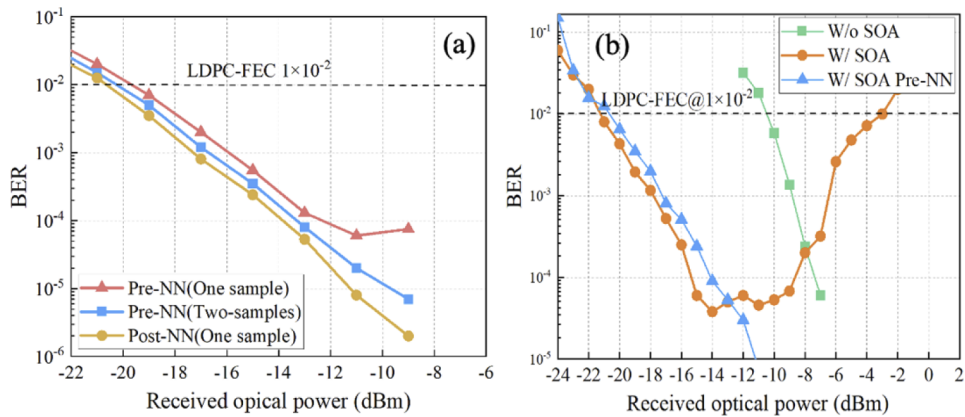 10⁻¹
10⁻²
10⁻³
10⁻⁴
10⁻⁵
10⁻⁶
BER
(a)
LDPC-FEC 1×10⁻²
Pre-NN(One sample)
Pre-NN(Two-samples)
Post-NN(One sample)
-22 -20 -18 -16 -14 -12 -10 -8 -6
Received optical power (dBm)
10⁻¹
10⁻²
10⁻³
10⁻⁴
10⁻⁵
BER
(b)
W/o SOA
W/ SOA
W/ SOA Pre-NN
LDPC-FEC@1×10⁻²
-24 -22 -20 -18 -16 -14 -12 -10 -8 -6 -4 -2 0 2
Received optical power (dBm)